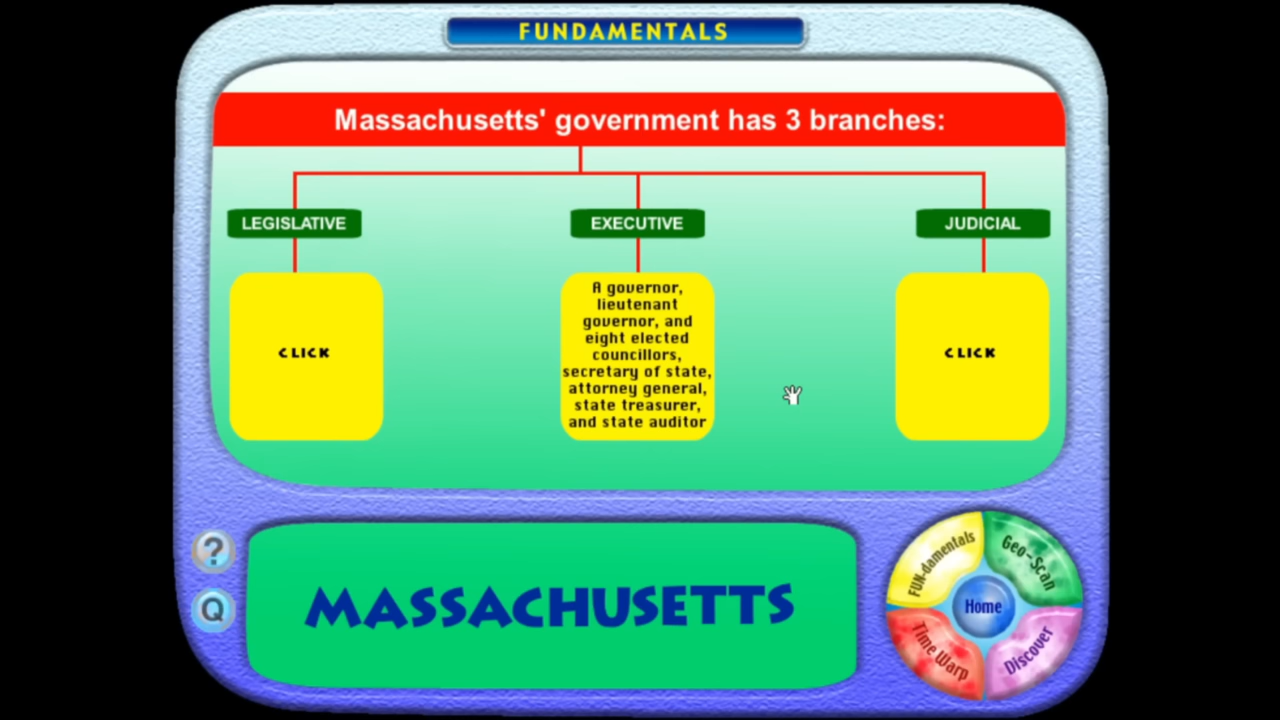 FUNDAMENTALS
Massachusetts' government has 3 branches:
LEGISLATIVE
EXECUTIVE
JUDICIAL
CLICK
A governor,
lieutenant
governor, and
eight elected
councillors,
secretary of state,
attorney general,
state treasurer,
and state auditor
CLICK
?
Q
MASSACHUSETTS
FUN-damentals
Geo-Scan
Home
Time Warp
Discover